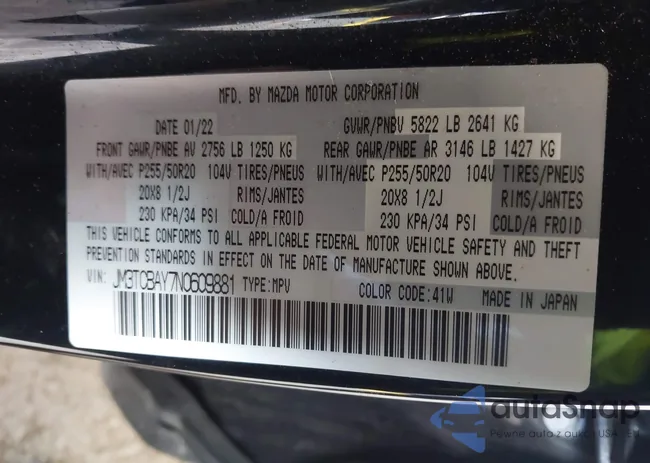 MFD. BY MAZDA MOTOR CORPORATION
DATE 01/22 GVWR/PNBV 5822 LB 2641 KG
FRONT GAWR/PNBE AV 2756 LB 1250 KG REAR GAWR/PNBE AR 3146 LB 1427 KG
WITH/AVEC P255/50R20 104V TIRES/PNEUS WITH/AVEC P255/50R20 104V TIRES/PNEUS
20X8 1/2J RIMS/JANTES 20X8 1/2J RIMS/JANTES
230 KPA/34 PSI COLD/A FROID 230 KPA/34 PSI COLD/A FROID
THIS VEHICLE CONFORMS TO ALL APPLICABLE FEDERAL MOTOR VEHICLE SAFETY AND THEFT
PREVENTION STANDARDS IN EFFECT ON THE DATE OF MANUFACTURE SHOWN ABOVE.
VIN: JM3TCBAY7N0609881 TYPE:MPV COLOR CODE:41W MADE IN JAPAN
autoSnap
Pewne auta z aukcji USA